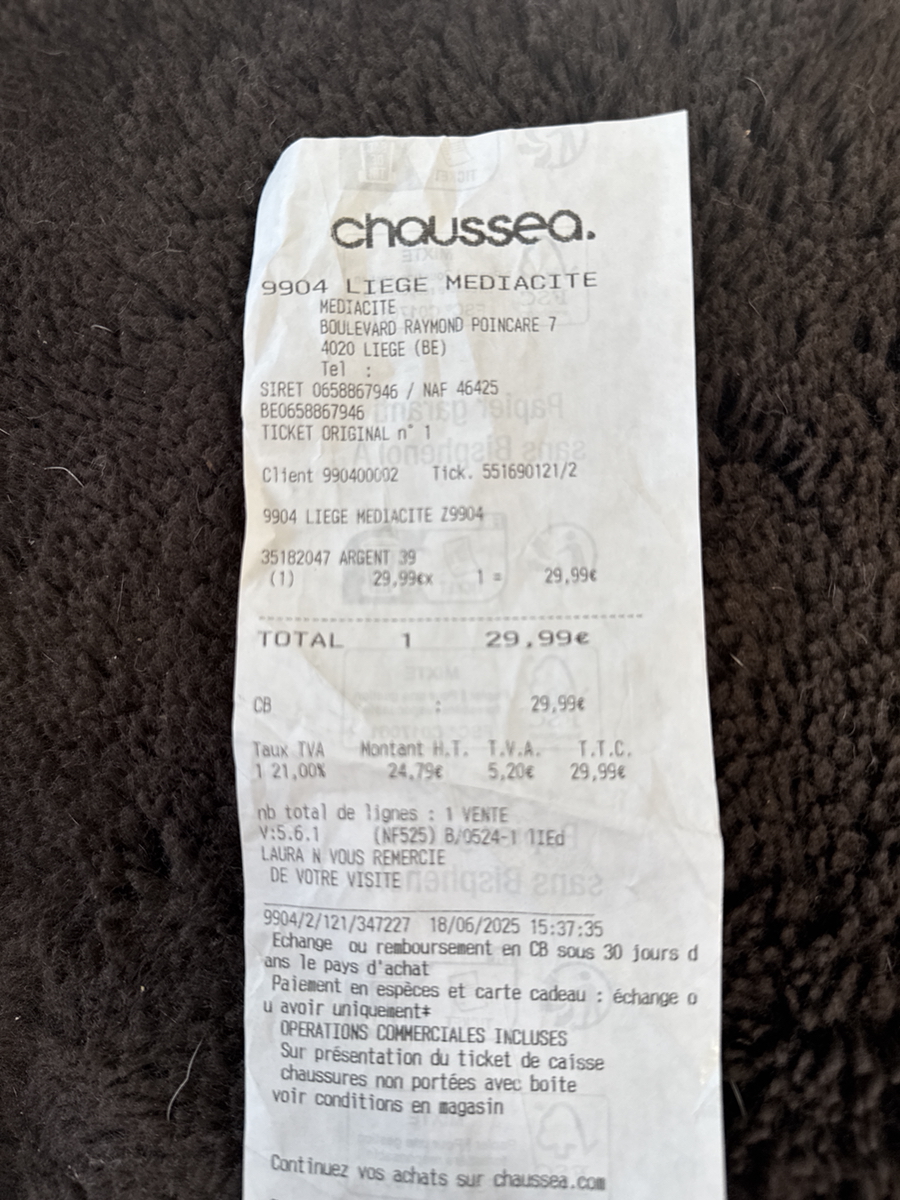 chaussea.
9904 LIEGE MEDIACITE
MEDIACITE
BOULEVARD RAYMOND POINCARE 7
4020 LIEGE (BE)
Tel :
SIRET 0658867946 / NAF 46425
BE0658867946
TICKET ORIGINAL n° 1
Client 990400002 Tick. 551690121/2
9904 LIEGE MEDIACITE Z9904
35182047 ARGENT 39
(1) 29,99€x 1 = 29,99€
TOTAL 1 29,99€
CB : 29,99€
Taux TVA Montant H.T. T.V.A. T.T.C.
1 21,00% 24,79€ 5,20€ 29,99€
nb total de lignes : 1 VENTE
V:5.6.1 (NF525) B/0524-1 1IEd
LAURA N VOUS REMERCIE
DE VOTRE VISITE
9904/2/121/347227 18/06/2025 15:37:35
Echange ou remboursement en CB sous 30 jours d
ans le pays d'achat
Paiement en espèces et carte cadeau : échange o
u avoir uniquement*
OPERATIONS COMMERCIALES INCLUSES
Sur présentation du ticket de caisse
chaussures non portées avec boite
voir conditions en magasin
Continuez vos achats sur chaussea.com